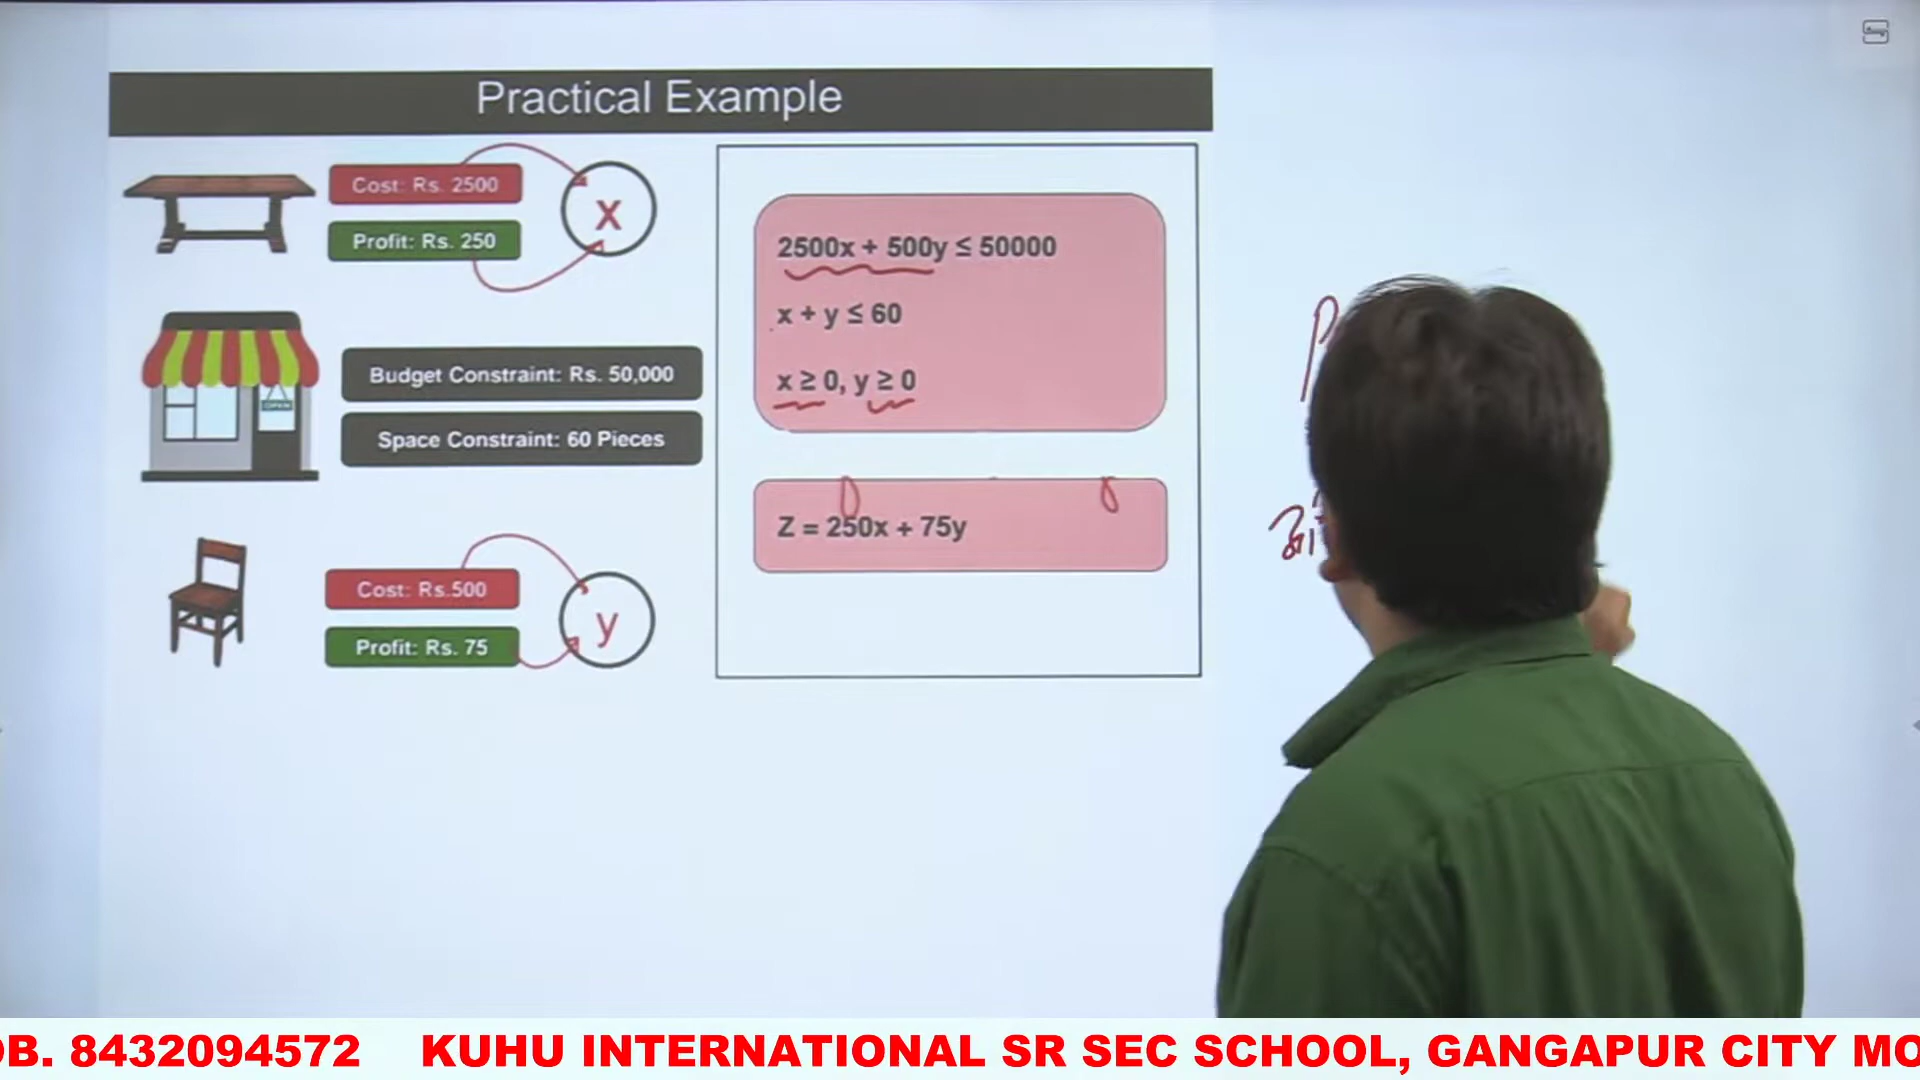 Practical Example
Cost: Rs. 2500
Profit: Rs. 250
x
Budget Constraint: Rs. 50,000
Space Constraint: 60 Pieces
OPEN
Cost: Rs.500
Profit: Rs. 75
y
2500x + 500y ≤ 50000
x + y ≤ 60
x ≥ 0, y ≥ 0
Z = 250x + 75y
OB. 8432094572 KUHU INTERNATIONAL SR SEC SCHOOL, GANGAPUR CITY MO